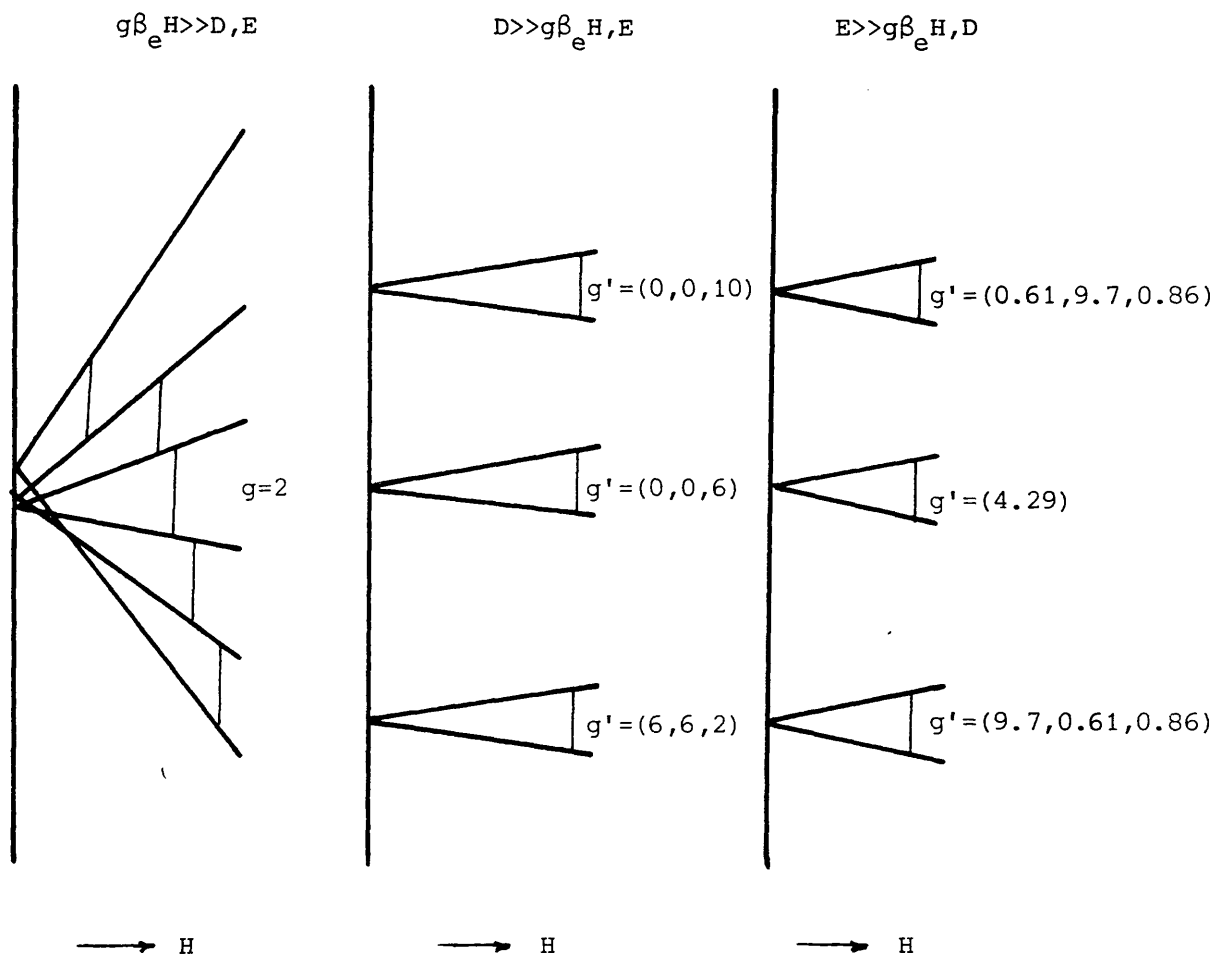 gβeH>>D,E
D>>gβeH,E
E>>gβeH,D
g=2
g'=(0,0,10)
g'=(0,0,6)
g'=(6,6,2)
g'=(0.61,9.7,0.86)
g'=(4.29)
g'=(9.7,0.61,0.86)
H
H
H